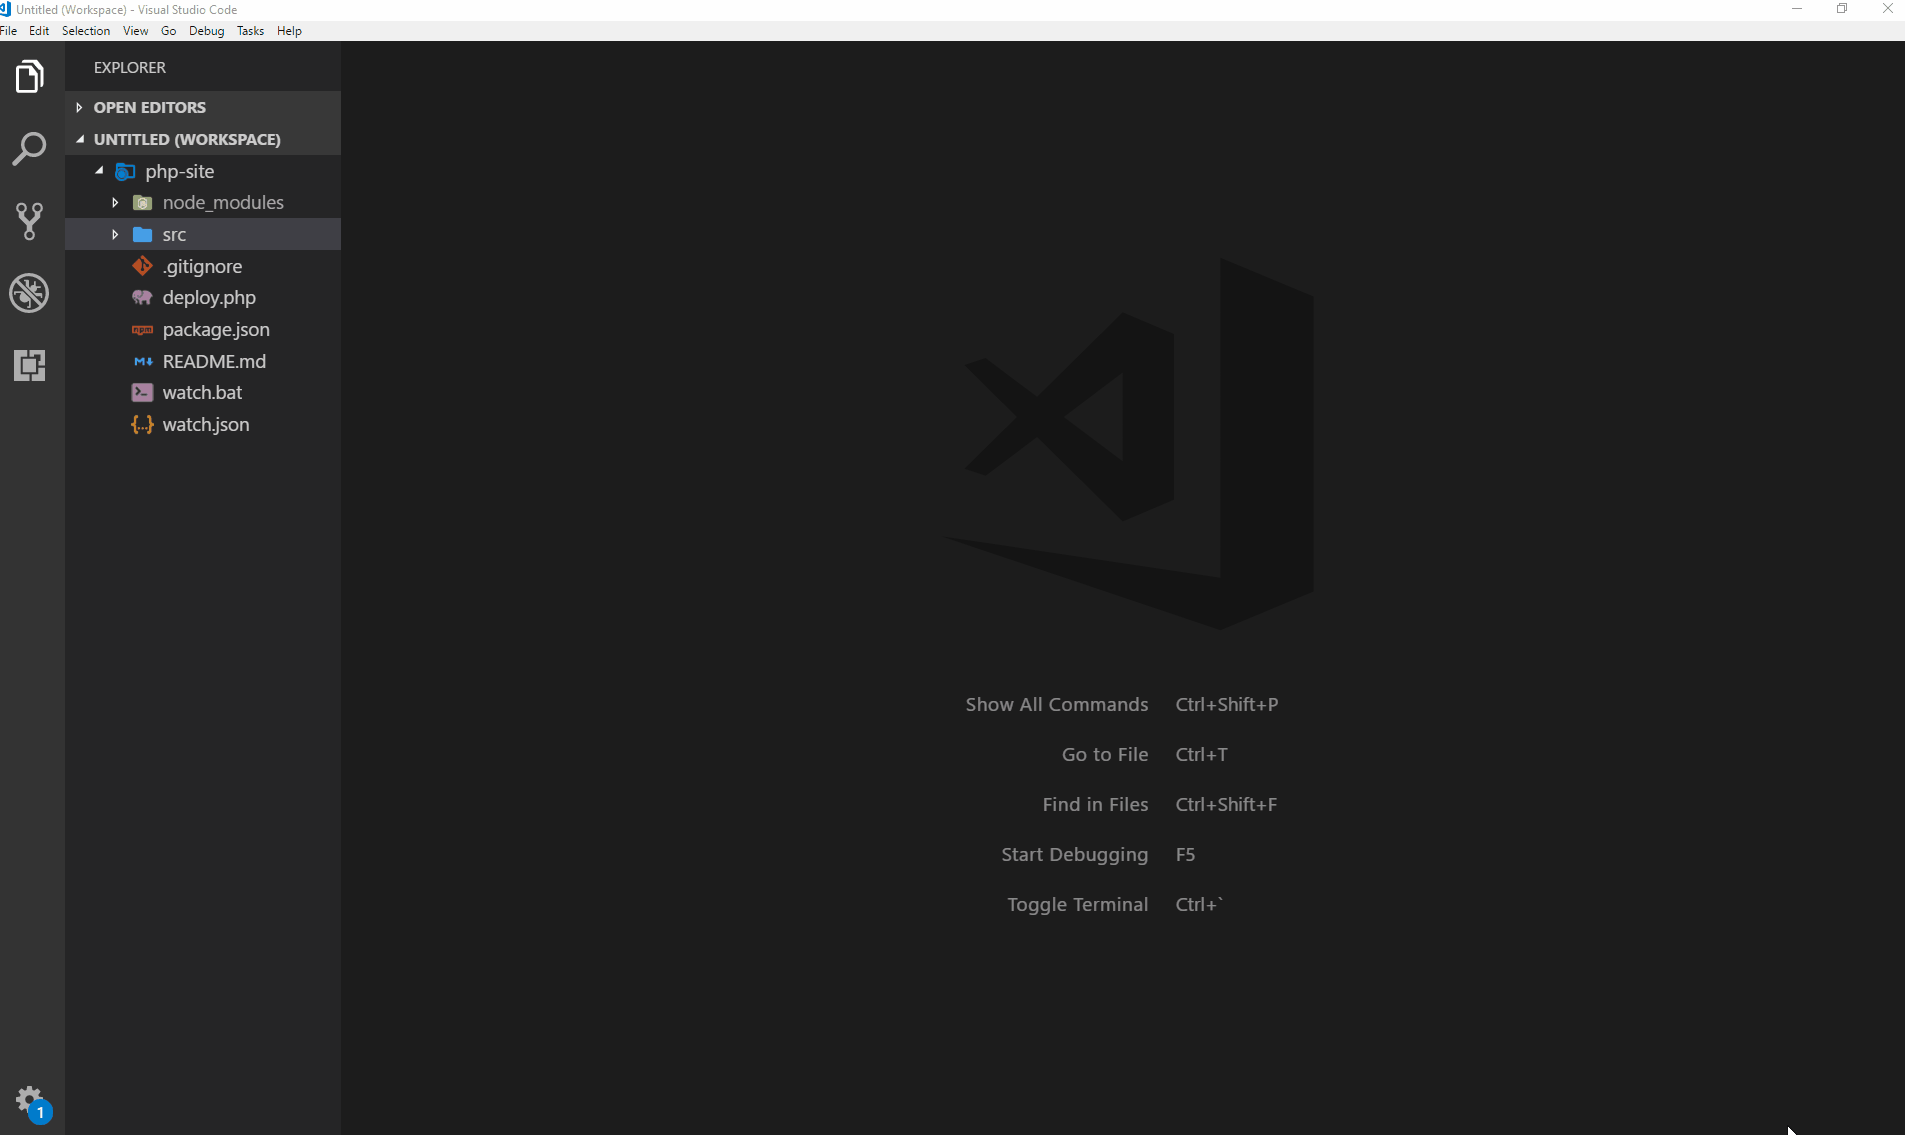 Untitled (Workspace) - Visual Studio Code
File Edit Selection View Go Debug Tasks Help
EXPLORER
OPEN EDITORS
UNTITLED (WORKSPACE)
php-site
node_modules
src
.gitignore
deploy.php
package.json
README.md
watch.bat
watch.json
Show All Commands Ctrl+Shift+P
Go to File Ctrl+T
Find in Files Ctrl+Shift+F
Start Debugging F5
Toggle Terminal Ctrl+`
1